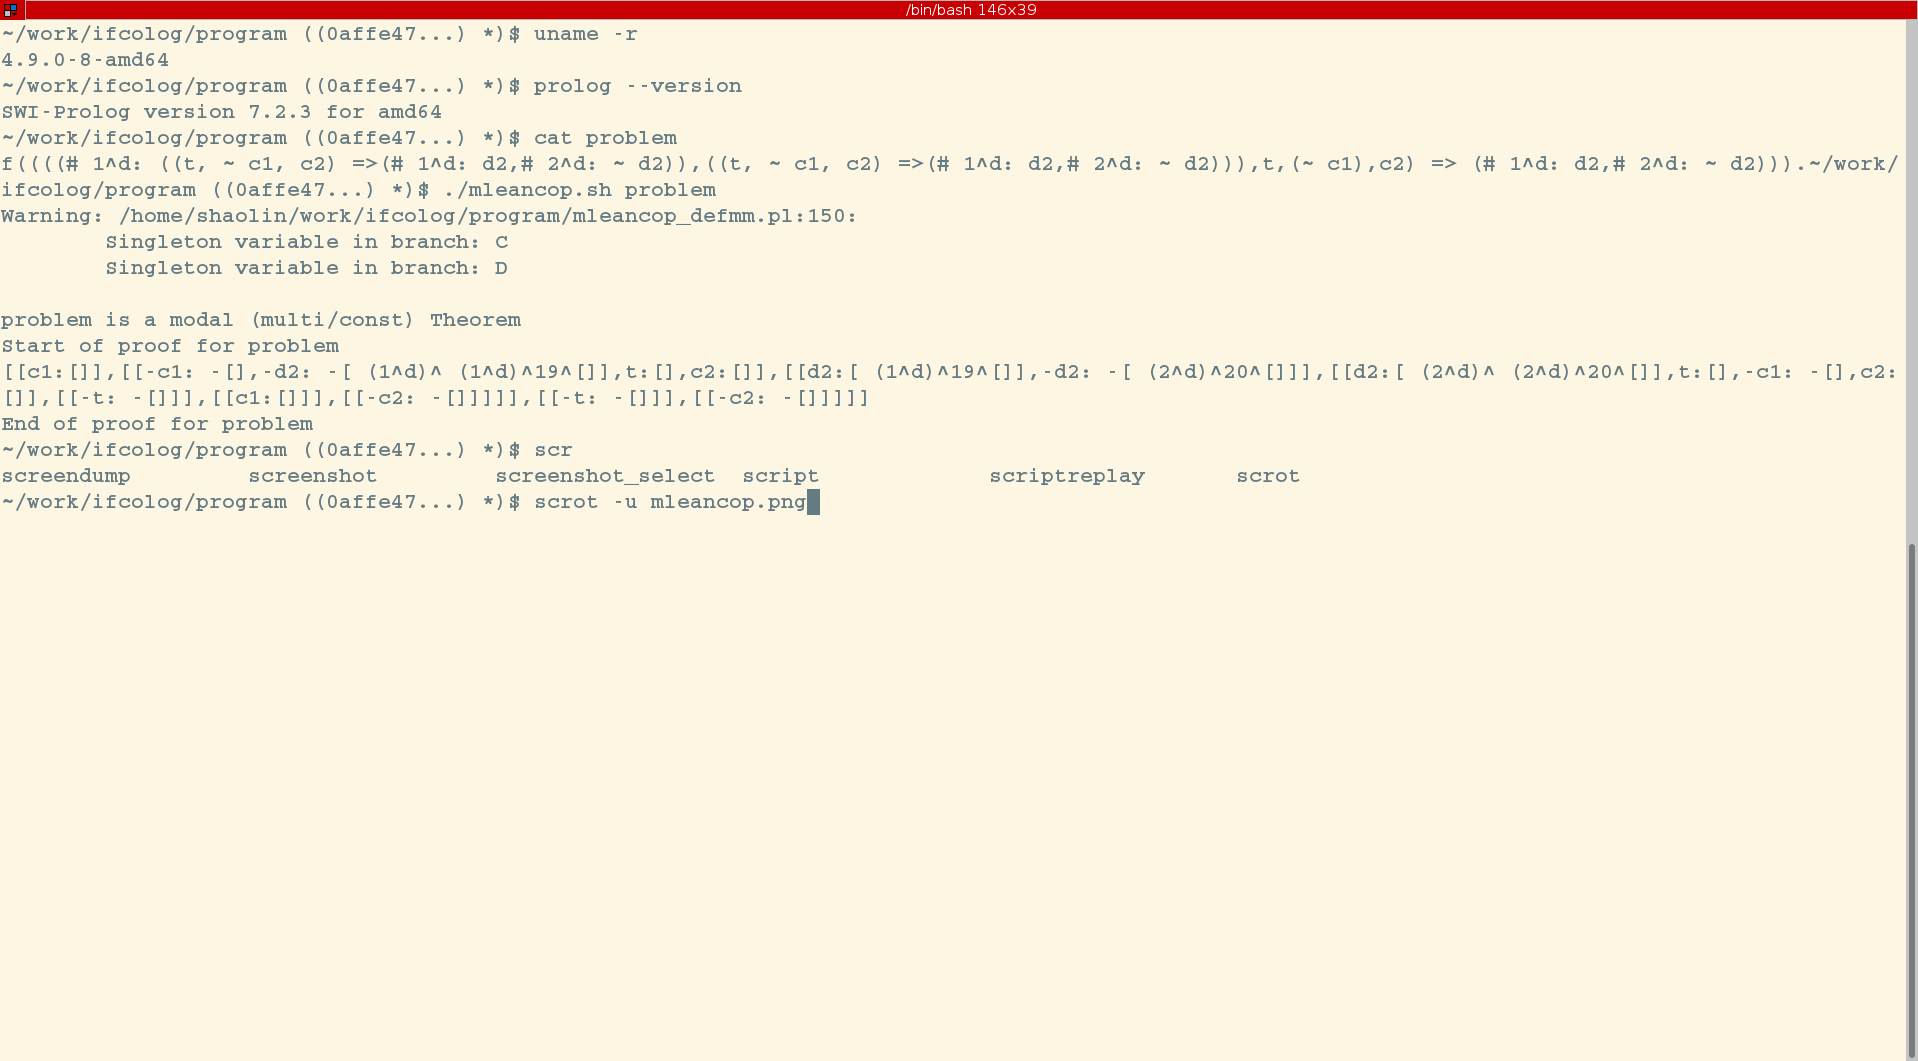 /bin/bash 146x39
~/work/ifcolog/program ((0affe47...) *)$ uname -r
4.9.0-8-amd64
~/work/ifcolog/program ((0affe47...) *)$ prolog --version
SWI-Prolog version 7.2.3 for amd64
~/work/ifcolog/program ((0affe47...) *)$ cat problem
f((((# 1^d: ((t, ~ c1, c2) =>(# 1^d: d2,# 2^d: ~ d2)),((t, ~ c1, c2) =>(# 1^d: d2,# 2^d: ~ d2))),t,(~ c1),c2) => (# 1^d: d2,# 2^d: ~ d2))).~/work/
ifcolog/program ((0affe47...) *)$ ./mleancop.sh problem
Warning: /home/shaolin/work/ifcolog/program/mleancop_defmm.pl:150:
        Singleton variable in branch: C
        Singleton variable in branch: D

problem is a modal (multi/const) Theorem
Start of proof for problem
[[c1:[]],[[-c1: -[],-d2: -[ (1^d)^ (1^d)^19^[]],t:[],c2:[]],[[d2:[ (1^d)^19^[]],-d2: -[ (2^d)^20^[]]],[[d2:[ (2^d)^ (2^d)^20^[]],t:[],-c1: -[],c2:
[]],[[-t: -[]]],[[c1:[]]],[[-c2: -[]]]]],[[-t: -[]]],[[-c2: -[]]]]]
End of proof for problem
~/work/ifcolog/program ((0affe47...) *)$ scr
screendump         screenshot         screenshot_select  script             scriptreplay       scrot
~/work/ifcolog/program ((0affe47...) *)$ scrot -u mleancop.png